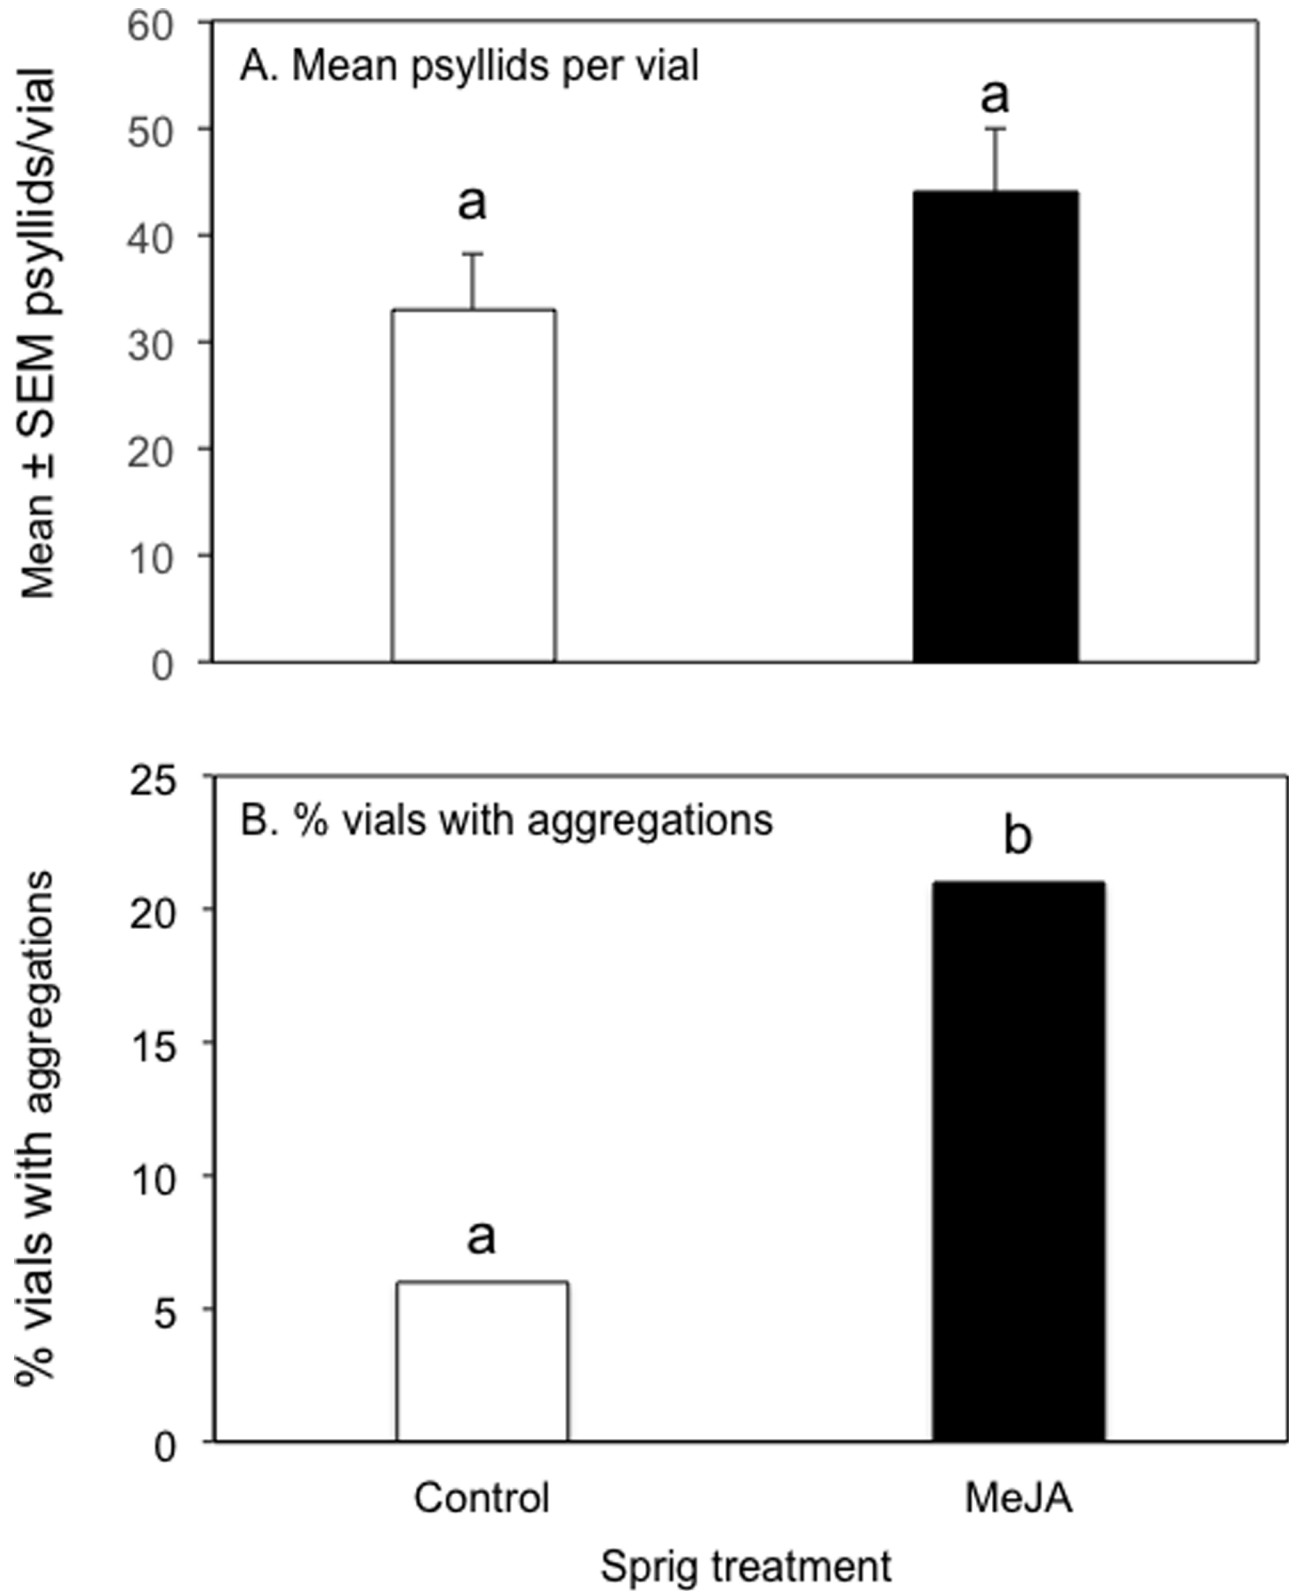 A. Mean psyllids per vial
Mean ± SEM psyllids/vial
60
50
40
30
20
10
0
a
a
B. % vials with aggregations
% vials with aggregations
25
20
15
10
5
0
a
b
Control
MeJA
Sprig treatment